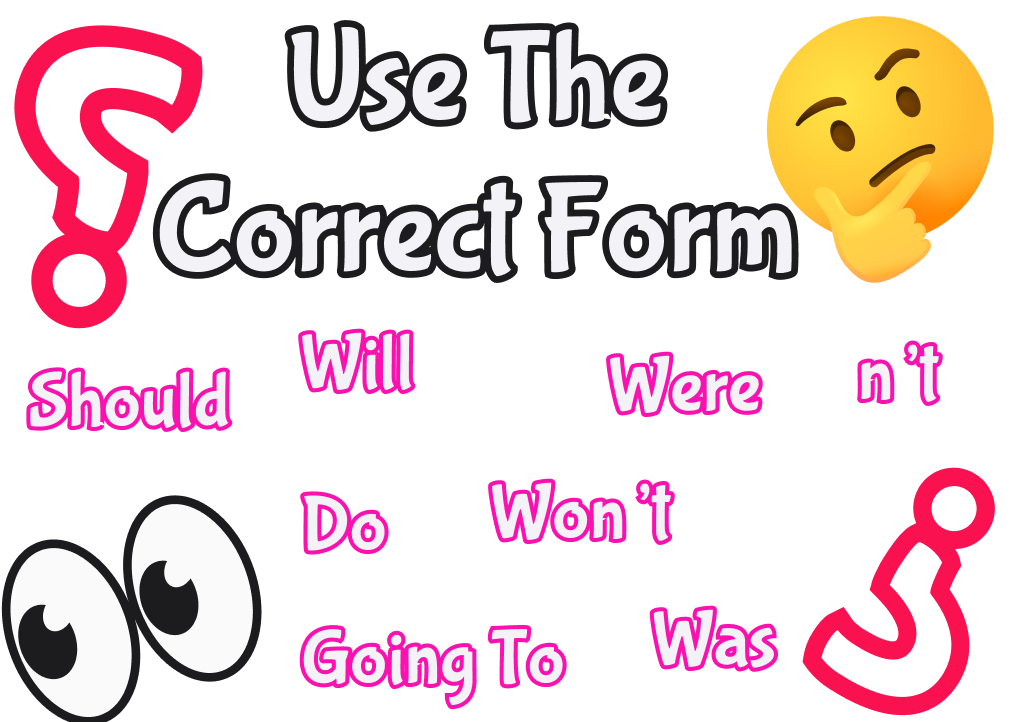 Use The
Correct Form
Should Will Were n't
Do Won't
Going To Was